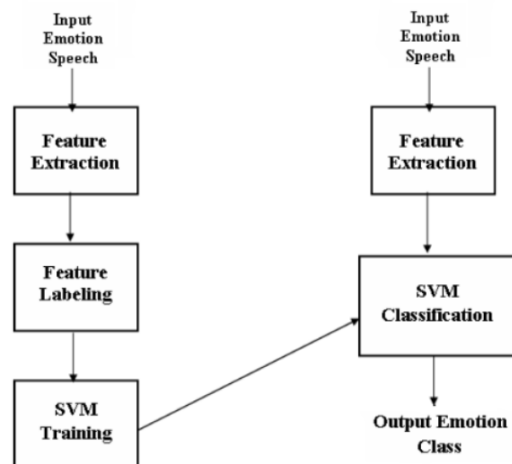 Input
Emotion
Speech
Feature
Extraction
Feature
Labeling
SVM
Training
Input
Emotion
Speech
Feature
Extraction
SVM
Classification
Output Emotion
Class